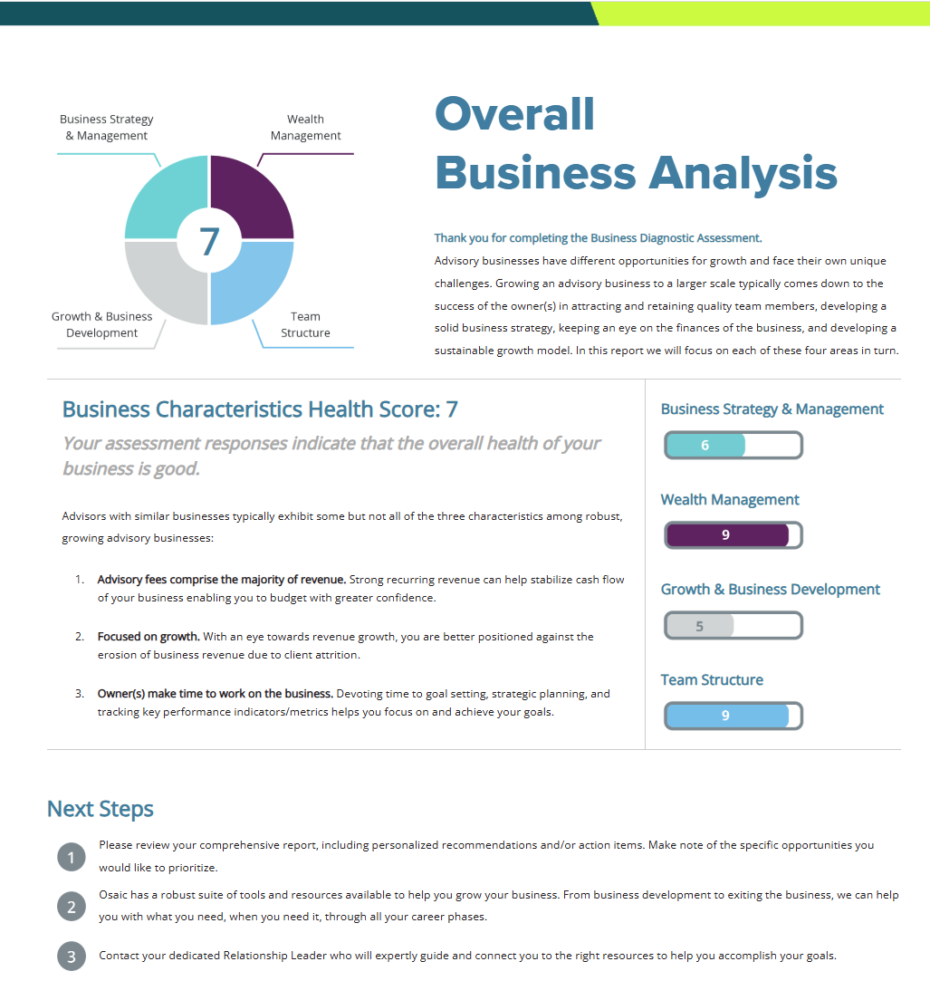 Business Strategy
& Management
Wealth
Management
7
Growth & Business
Development
Team
Structure
Overall
Business Analysis
Thank you for completing the Business Diagnostic Assessment.
Advisory businesses have different opportunities for growth and face their own unique
challenges. Growing an advisory business to a larger scale typically comes down to the
success of the owner(s) in attracting and retaining quality team members, developing a
solid business strategy, keeping an eye on the finances of the business, and developing a
sustainable growth model. In this report we will focus on each of these four areas in turn.
Business Characteristics Health Score: 7
Your assessment responses indicate that the overall health of your
business is good.
Advisors with similar businesses typically exhibit some but not all of the three characteristics among robust,
growing advisory businesses:
1. Advisory fees comprise the majority of revenue. Strong recurring revenue can help stabilize cash flow
of your business enabling you to budget with greater confidence.
2. Focused on growth. With an eye towards revenue growth, you are better positioned against the
erosion of business revenue due to client attrition.
3. Owner(s) make time to work on the business. Devoting time to goal setting, strategic planning, and
tracking key performance indicators/metrics helps you focus on and achieve your goals.
Business Strategy & Management
6
Wealth Management
9
Growth & Business Development
5
Team Structure
9
Next Steps
1 Please review your comprehensive report, including personalized recommendations and/or action items. Make note of the specific opportunities you
would like to prioritize.
2 Osaic has a robust suite of tools and resources available to help you grow your business. From business development to exiting the business, we can help
you with what you need, when you need it, through all your career phases.
3 Contact your dedicated Relationship Leader who will expertly guide and connect you to the right resources to help you accomplish your goals.